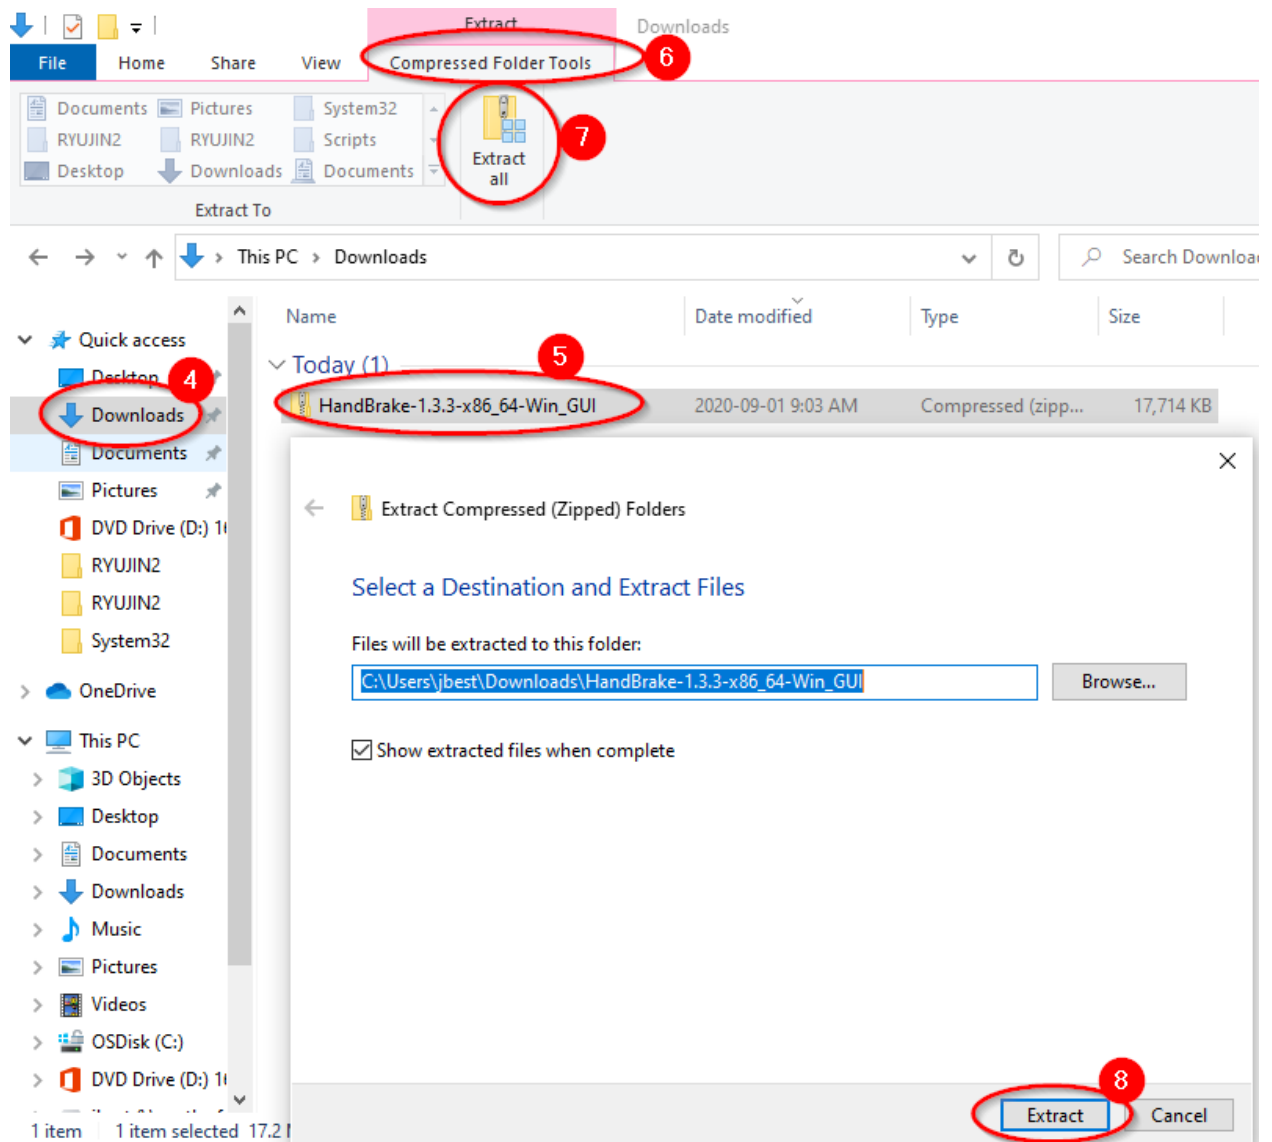 Extract
Downloads
6
File Home Share View Compressed Folder Tools
Documents Pictures System32
RYUJIN2 RYUJIN2 Scripts
Desktop Downloads Documents
Extract all
7
Extract To
This PC > Downloads
Search Downloa
Name Date modified Type Size
Quick access
Today (1)
5
Desktop
4
Downloads
HandBrake-1.3.3-x86_64-Win_GUI 2020-09-01 9:03 AM Compressed (zipp... 17,714 KB
Documents
Pictures
DVD Drive (D:) 16
RYUJIN2
RYUJIN2
System32
OneDrive
This PC
3D Objects
Desktop
Documents
Downloads
Music
Pictures
Videos
OSDisk (C:)
DVD Drive (D:) 16
1 item 1 item selected 17.2
Extract Compressed (Zipped) Folders
Select a Destination and Extract Files
Files will be extracted to this folder:
C:\Users\jbest\Downloads\HandBrake-1.3.3-x86_64-Win_GUI
Browse...
Show extracted files when complete
8
Extract Cancel